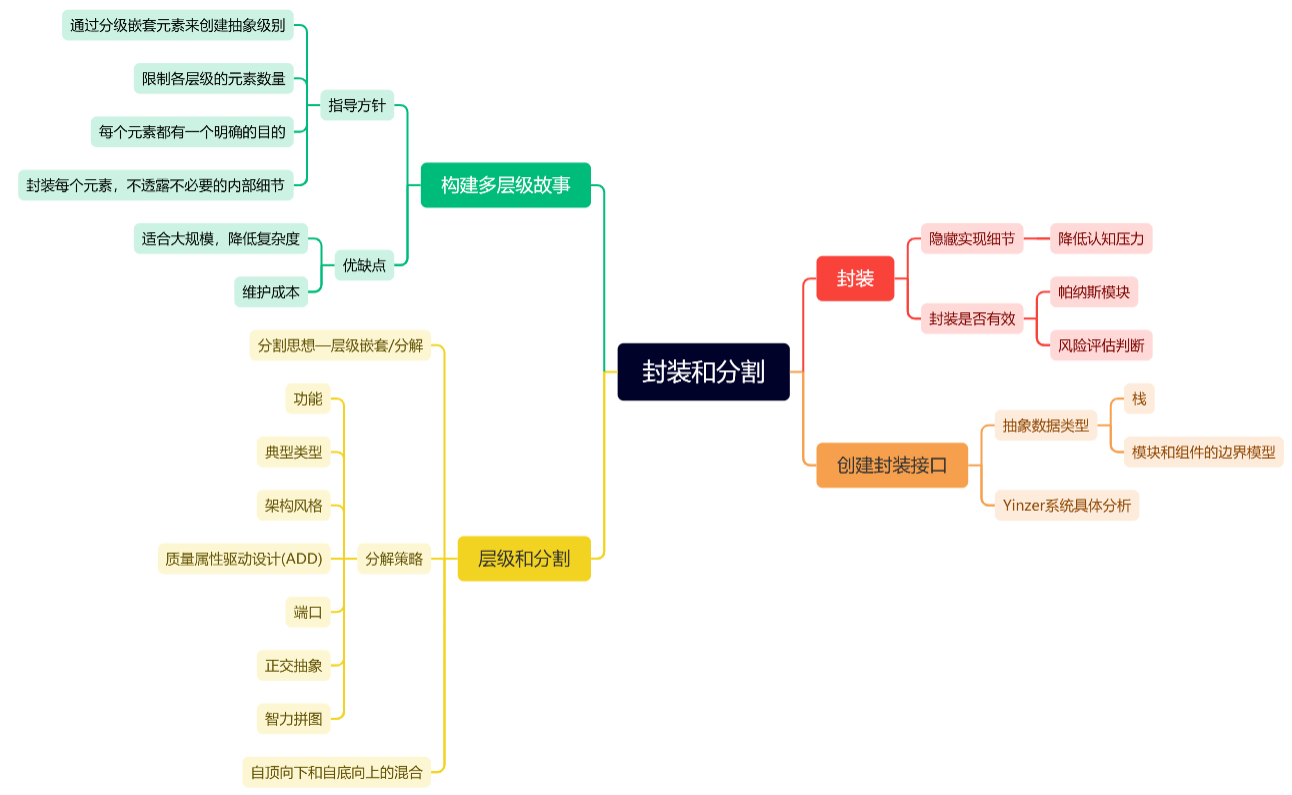 封装和分割
构建多层级故事
指导方针
通过分级嵌套元素来创建抽象级别
限制各层级的元素数量
每个元素都有一个明确的目的
封装每个元素，不透露不必要的内部细节
优缺点
适合大规模，降低复杂度
维护成本
层级和分割
分割思想—层级嵌套/分解
分解策略
功能
典型类型
架构风格
质量属性驱动设计(ADD)
端口
正交抽象
智力拼图
自顶向下和自底向上的混合
封装
隐藏实现细节
降低认知压力
封装是否有效
帕纳斯模块
风险评估判断
创建封装接口
抽象数据类型
栈
模块和组件的边界模型
Yinzer系统具体分析